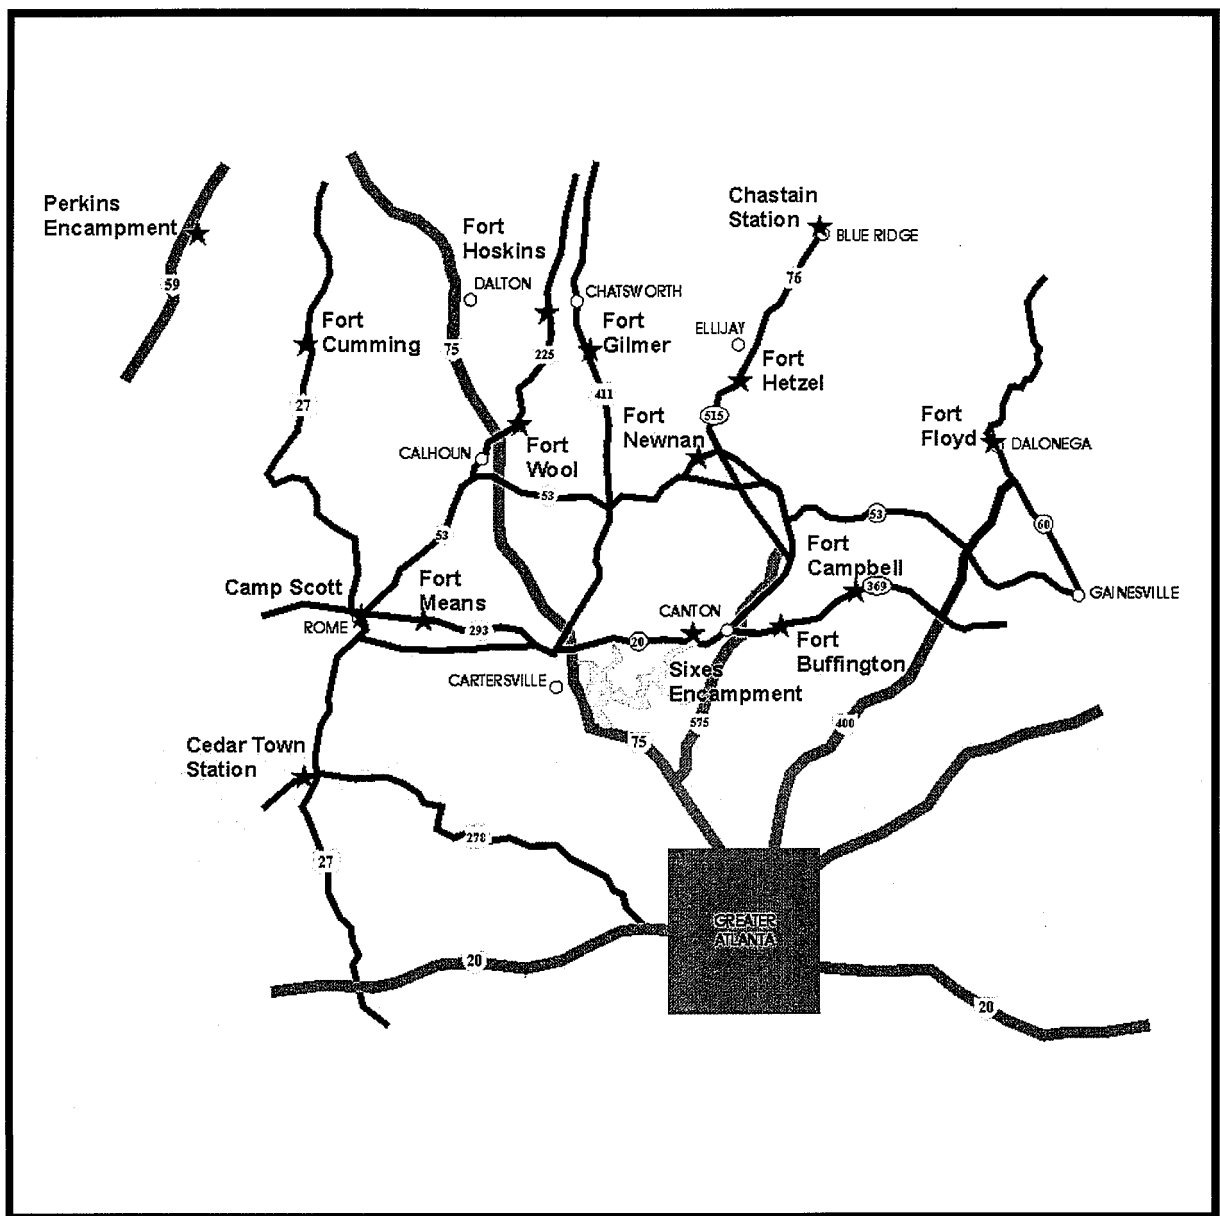 Chastain
Station
Perkins
Encampment
Fort
Hoskins
BLUE RIDGE
59
DALTON
CHATSWORTH
76
Fort
Cumming
Fort
Gilmer
ELLIJAY
75
225
Fort
Hetzel
27
411
515
Fort
Newnan
Fort
Floyd
DALONEGA
CALHOUN
Fort
Wool
53
53
60
53
Fort
Campbell
Camp Scott
Fort
Means
369
GAINESVILLE
ROME
293
CANTON
20
Fort
Buffington
CARTERSVILLE
Sixes
Encampment
575
400
75
Cedar Town
Station
278
27
GREATER
ATLANTA
20
20